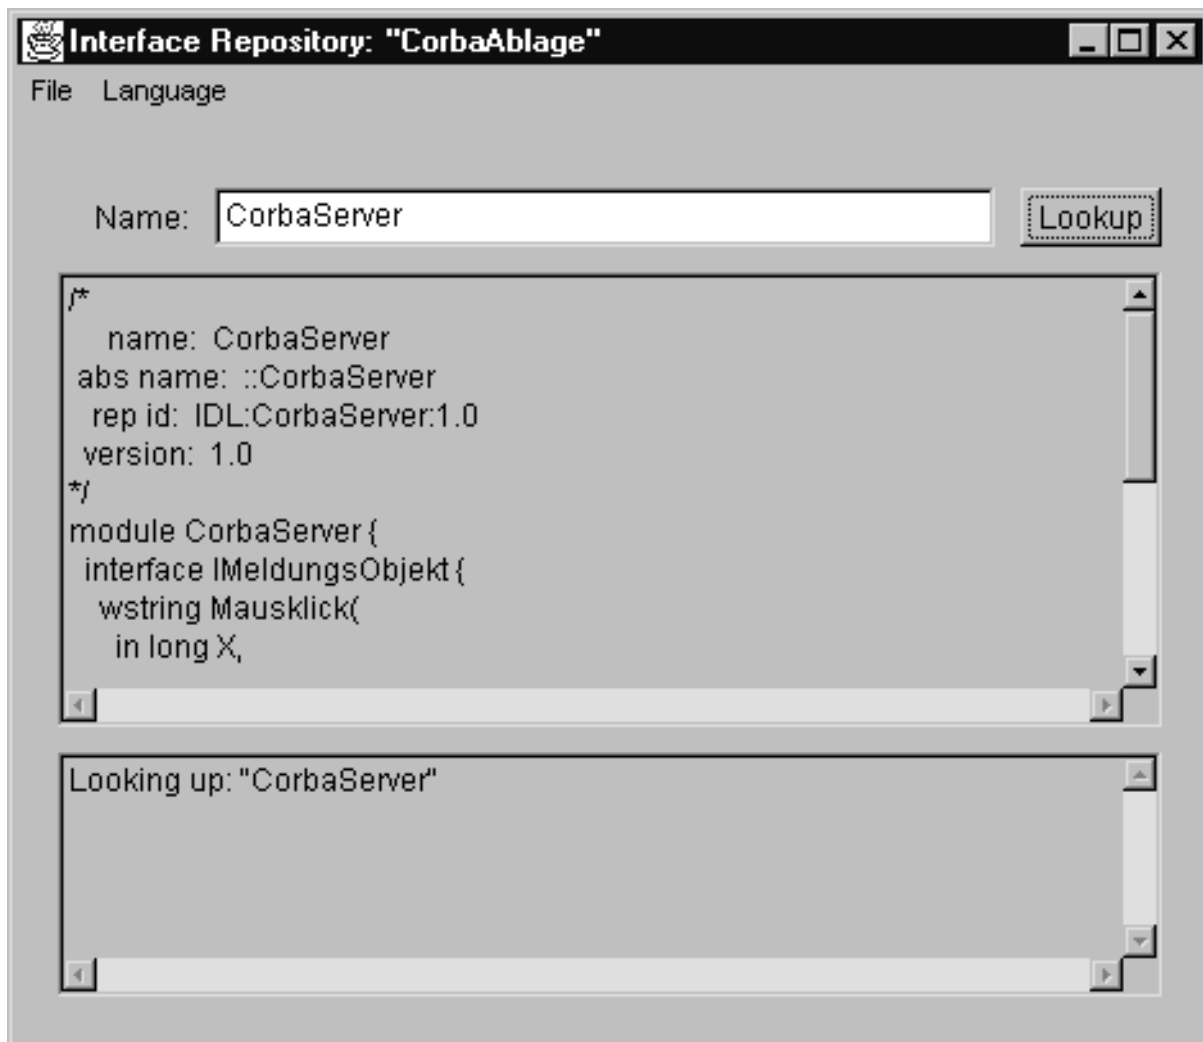 Interface Repository: "CorbaAblage"
File Language
Name: CorbaServer Lookup
/*
name: CorbaServer
abs name: ::CorbaServer
rep id: IDL:CorbaServer:1.0
version: 1.0
*/
module CorbaServer {
interface IMeldungsObjekt {
wstring Mausklick(
in long X,
Looking up: "CorbaServer"